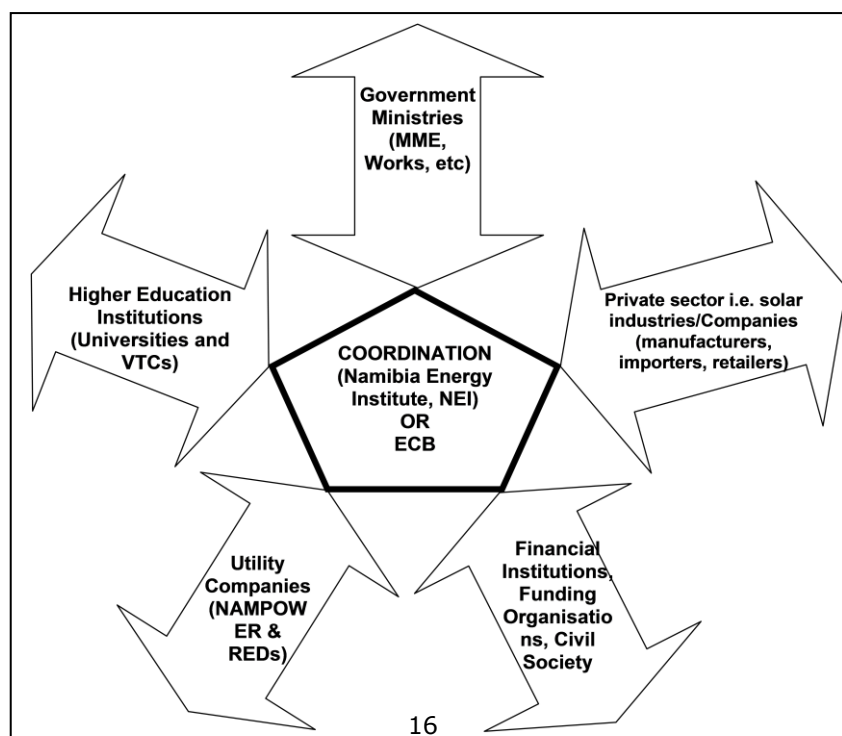 Government
Ministries
(MME,
Works, etc)
Higher Education
Institutions
(Universities and
VTCs)
COORDINATION
(Namibia Energy
Institute, NEI)
OR
ECB
Private sector i.e. solar
industries/Companies
(manufacturers,
importers, retailers)
Utility
Companies
(NAMPOW
ER &
REDs)
Financial
Institutions,
Funding
Organisatio
ns, Civil
Society
16